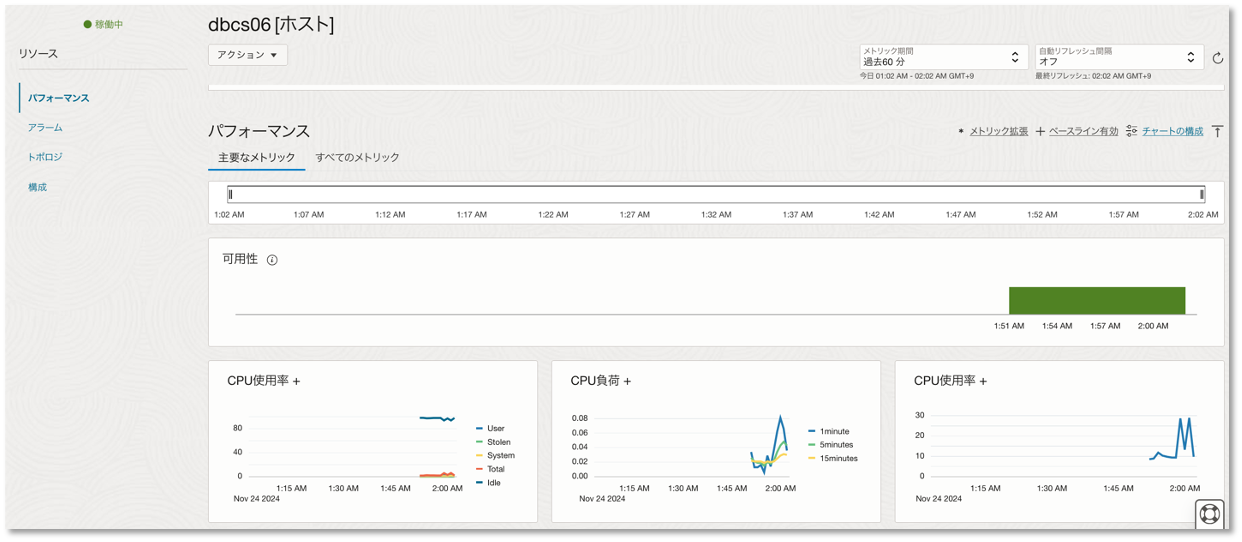 稼働中
dbcs06 [ホスト]
リソース
アクション
メトリック期間
過去60 分
今日 01:02 AM - 02:02 AM GMT+9
自動リフレッシュ間隔
オフ
最終リフレッシュ: 02:02 AM GMT+9
パフォーマンス
アラーム
トポロジ
構成
パフォーマンス
* メトリック拡張 + ベースライン有効 チャートの構成
主要なメトリック すべてのメトリック
1:02 AM 1:07 AM 1:12 AM 1:17 AM 1:22 AM 1:27 AM 1:32 AM 1:37 AM 1:42 AM 1:47 AM 1:52 AM 1:57 AM 2:02 AM
可用性
1:51 AM 1:54 AM 1:57 AM 2:00 AM
CPU使用率 +
80
40
0
1:15 AM 1:30 AM 1:45 AM 2:00 AM
Nov 24 2024
User
Stolen
System
Total
Idle
CPU負荷 +
0.08
0.06
0.04
0.02
0.00
1:15 AM 1:30 AM 1:45 AM 2:00 AM
Nov 24 2024
1minute
5minutes
15minutes
CPU使用率 +
30
20
10
0
1:15 AM 1:30 AM 1:45 AM 2:00 AM
Nov 24 2024